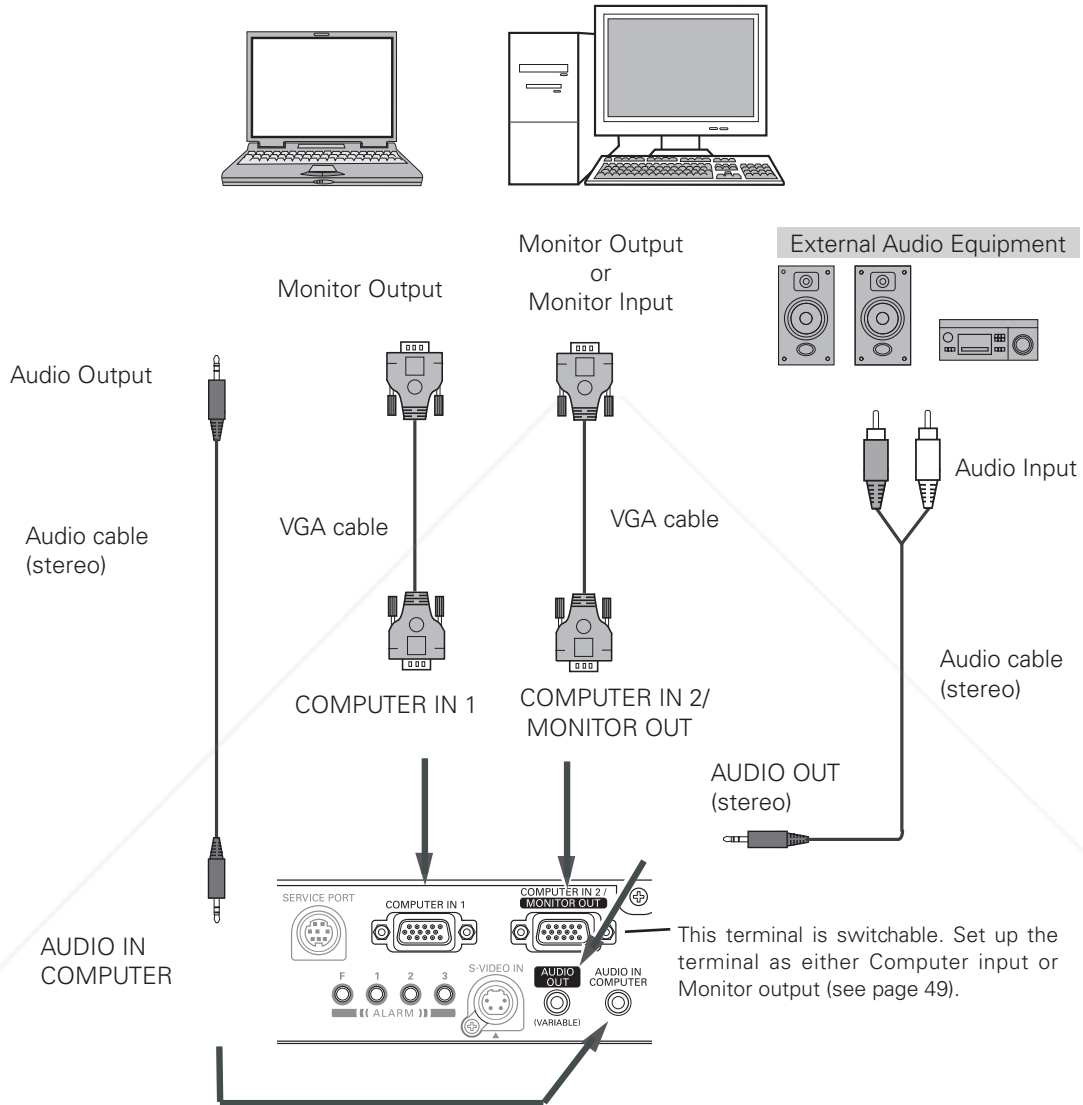 Monitor Output
or
Monitor Input
External Audio Equipment
Monitor Output
Audio Output
Audio Input
VGA cable
VGA cable
Audio cable
(stereo)
Audio cable
(stereo)
COMPUTER IN 1
COMPUTER IN 2/
MONITOR OUT
AUDIO OUT
(stereo)
SERVICE PORT
COMPUTER IN 1
COMPUTER IN 2 /
MONITOR OUT
AUDIO IN
COMPUTER
This terminal is switchable. Set up the
terminal as either Computer input or
Monitor output (see page 49).
F 1 2 3
ALARM
S-VIDEO IN
AUDIO
OUT
(VARIABLE)
AUDIO IN
COMPUTER